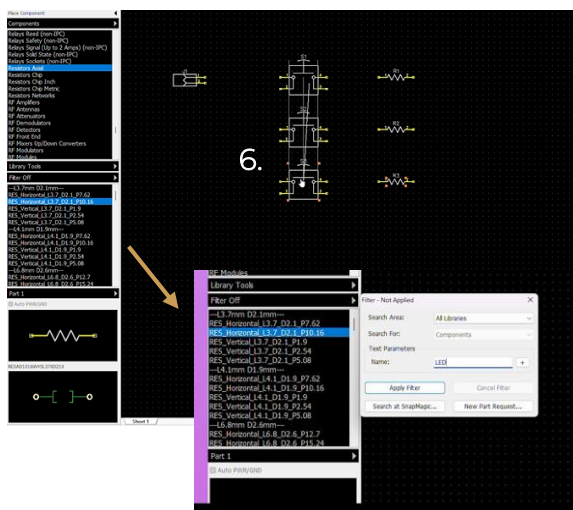 Place Component
Components
Relays Reed (non-IPC)
Relays Safety (non-IPC)
Relays Signal (Up to 2 Amps) (non-IPC)
Relays Solid State (non-IPC)
Relays Sockets (non-IPC)
Resistors Axial
Resistors Chip
Resistors Chip Inch
Resistors Chip Metric
Resistors Networks
RF Amplifiers
RF Antennas
RF Attenuators
RF Demodulators
RF Detectors
RF Front End
RF Mixers Up/Down Converters
RF Modulators
RF Modules
Library Tools
Filter Off
---L3.7mm D2.1mm---
RES_Horizontal_L3.7_D2.1_P7.62
RES_Horizontal_L3.7_D2.1_P10.16
RES_Vertical_L3.7_D2.1_P1.9
RES_Vertical_L3.7_D2.1_P2.54
RES_Vertical_L3.7_D2.1_P5.08
---L4.1mm D1.9mm---
RES_Horizontal_L4.1_D1.9_P7.62
RES_Horizontal_L4.1_D1.9_P10.16
RES_Vertical_L4.1_D1.9_P1.9
RES_Vertical_L4.1_D1.9_P2.54
RES_Vertical_L4.1_D1.9_P5.08
---L6.8mm D2.6mm---
RES_Horizontal_L6.8_D2.6_P12.7
RES_Horizontal_L6.8_D2.6_P15.24
Part 1
Auto PWR/GND
Sheet 1
S1
R1
R2
R3
6.
RF Modules
Library Tools
Filter Off
---L3.7mm D2.1mm---
RES_Horizontal_L3.7_D2.1_P7.62
RES_Horizontal_L3.7_D2.1_P10.16
RES_Vertical_L3.7_D2.1_P1.9
RES_Vertical_L3.7_D2.1_P2.54
RES_Vertical_L3.7_D2.1_P5.08
---L4.1mm D1.9mm---
RES_Horizontal_L4.1_D1.9_P7.62
RES_Horizontal_L4.1_D1.9_P10.16
RES_Vertical_L4.1_D1.9_P1.9
RES_Vertical_L4.1_D1.9_P2.54
RES_Vertical_L4.1_D1.9_P5.08
---L6.8mm D2.6mm---
RES_Horizontal_L6.8_D2.6_P12.7
RES_Horizontal_L6.8_D2.6_P15.24
Part 1
Auto PWR/GND
Filter - Not Applied
Search Area: All Libraries
Search For: Components
Text Parameters
Name: LED +
Apply Filter Cancel Filter
Search at SnapMagic... New Part Request...